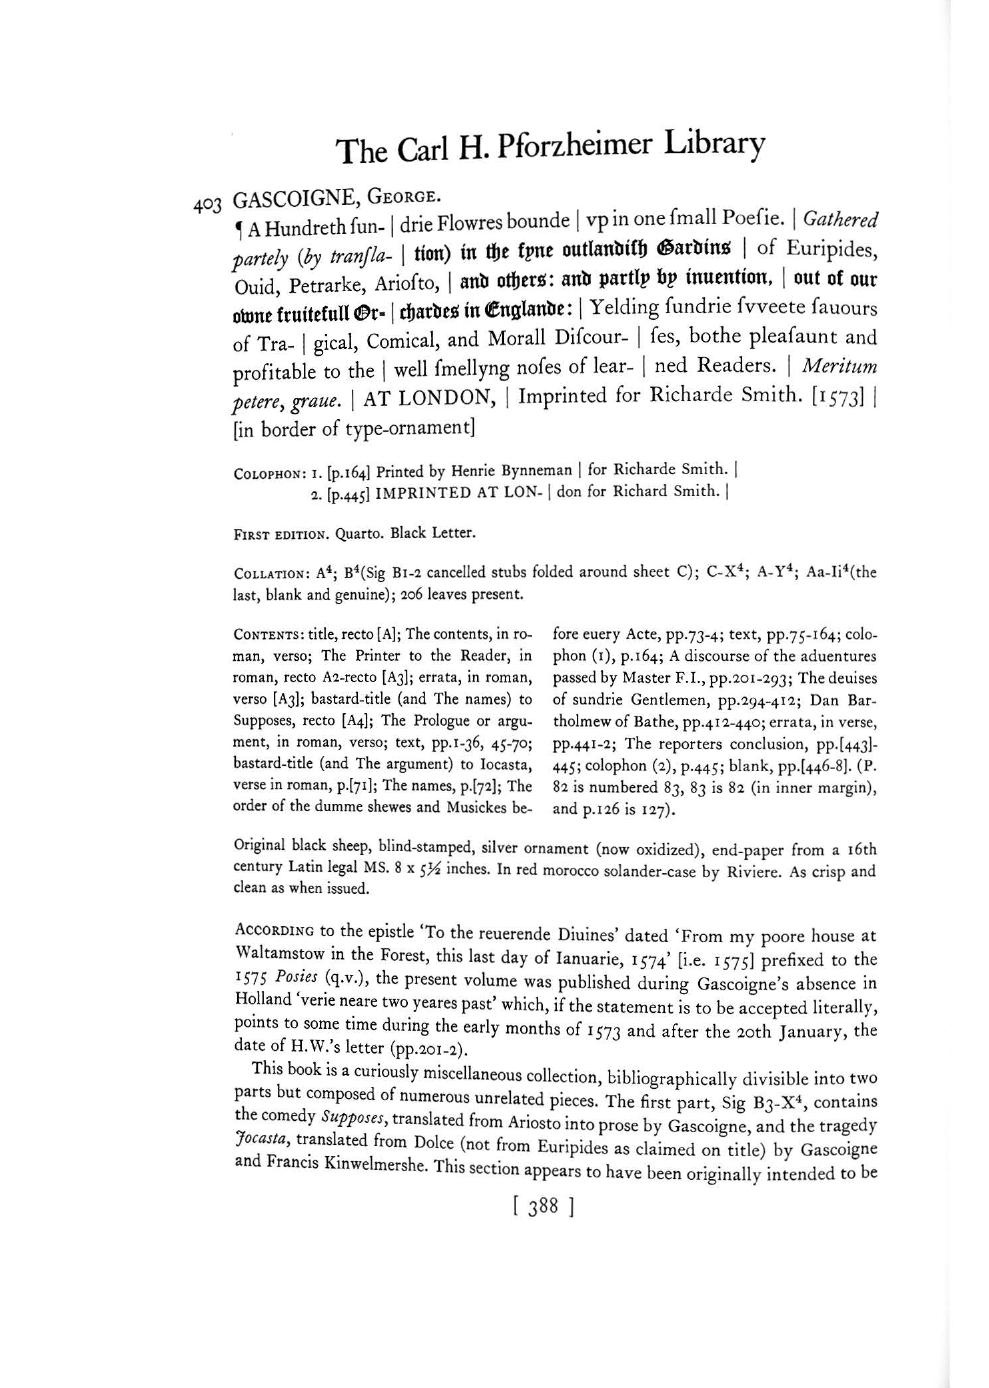 The Carl H. Pforzheimer Library
403 GASCOIGNE, GEORGE.
¶ A Hundreth ſun- | drie Flowres bounde | vp in one ſmall Poeſie. | Gathered
partely (by tranſla- | tion) in the fyne outlandiſh Gardins | of Euripides,
Ouid, Petrarke, Arioſto, | and others: and partly by inuention, | out of our
owne fruitefull Or- | chardes in Englande: | Yelding ſundrie ſvveete ſauours
of Tra- | gical, Comical, and Morall Diſcour- | ſes, bothe pleaſaunt and
profitable to the | well ſmellyng noſes of lear- | ned Readers. | Meritum
petere, graue. | AT LONDON, | Imprinted for Richarde Smith. [1573] |
[in border of type-ornament]
COLOPHON: 1. [p.164] Printed by Henrie Bynneman | for Richarde Smith. |
2. [p.445] IMPRINTED AT LON- | don for Richard Smith. |
FIRST EDITION. Quarto. Black Letter.
COLLATION: A⁴; B⁴(Sig B1-2 cancelled stubs folded around sheet C); C-X⁴; A-Y⁴; Aa-Ii⁴(the
last, blank and genuine); 206 leaves present.
CONTENTS: title, recto [A]; The contents, in ro-
man, verso; The Printer to the Reader, in
roman, recto A2-recto [A3]; errata, in roman,
verso [A3]; bastard-title (and The names) to
Supposes, recto [A4]; The Prologue or argu-
ment, in roman, verso; text, pp.1-36, 45-70;
bastard-title (and The argument) to Iocasta,
verse in roman, p.[71]; The names, p.[72]; The
order of the dumme shewes and Musickes be-
fore euery Acte, pp.73-4; text, pp.75-164; colo-
phon (1), p.164; A discourse of the aduentures
passed by Master F.I., pp.201-293; The deuises
of sundrie Gentlemen, pp.294-412; Dan Bar-
tholmew of Bathe, pp.412-440; errata, in verse,
pp.441-2; The reporters conclusion, pp.[443]-
445; colophon (2), p.445; blank, pp.[446-8]. (P.
82 is numbered 83, 83 is 82 (in inner margin),
and p.126 is 127).
Original black sheep, blind-stamped, silver ornament (now oxidized), end-paper from a 16th
century Latin legal MS. 8 x 5½ inches. In red morocco solander-case by Riviere. As crisp and
clean as when issued.
ACCORDING to the epistle ‘To the reuerende Diuines’ dated ‘From my poore house at
Waltamstow in the Forest, this last day of Ianuarie, 1574’ [i.e. 1575] prefixed to the
1575 Posies (q.v.), the present volume was published during Gascoigne’s absence in
Holland ‘verie neare two yeares past’ which, if the statement is to be accepted literally,
points to some time during the early months of 1573 and after the 20th January, the
date of H.W.’s letter (pp.201-2).
This book is a curiously miscellaneous collection, bibliographically divisible into two
parts but composed of numerous unrelated pieces. The first part, Sig B3-X⁴, contains
the comedy Supposes, translated from Ariosto into prose by Gascoigne, and the tragedy
Jocasta, translated from Dolce (not from Euripides as claimed on title) by Gascoigne
and Francis Kinwelmershe. This section appears to have been originally intended to be
[ 388 ]